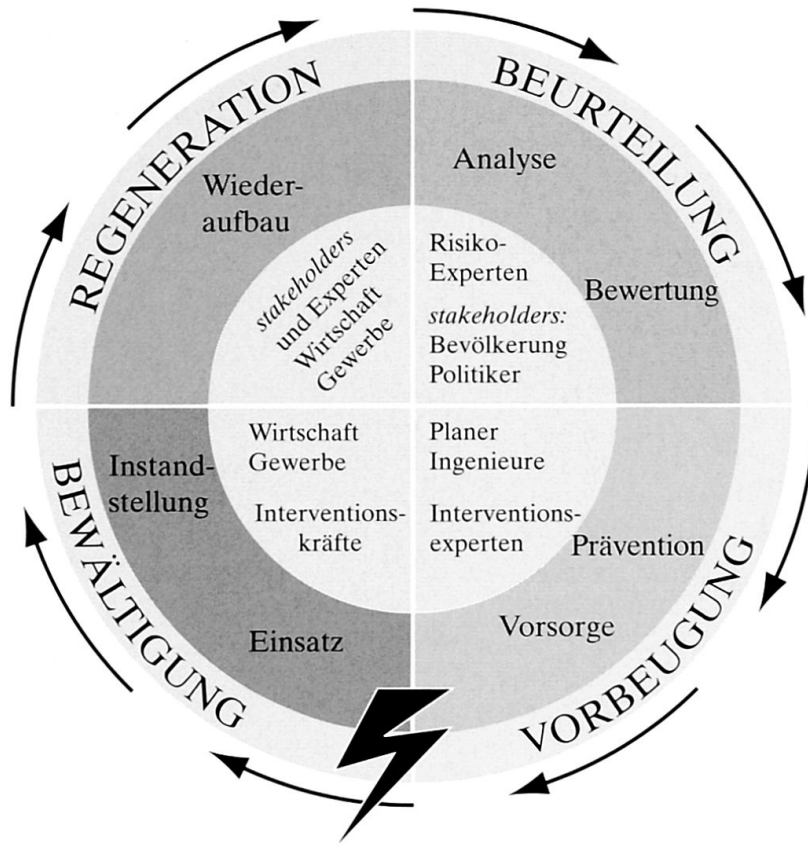 REGENERATION
BEURTEILUNG
Wieder-
aufbau
Analyse
Bewertung
stakeholders
und Experten
Wirtschaft
Gewerbe
Risiko-
Experten
stakeholders:
Bevölkerung
Politiker
Wirtschaft
Gewerbe
Interventions-
kräfte
Planer
Ingenieure
Interventions-
experten
Instand-
stellung
Einsatz
Prävention
Vorsorge
BEWÄLTIGUNG
VORBEUGUNG